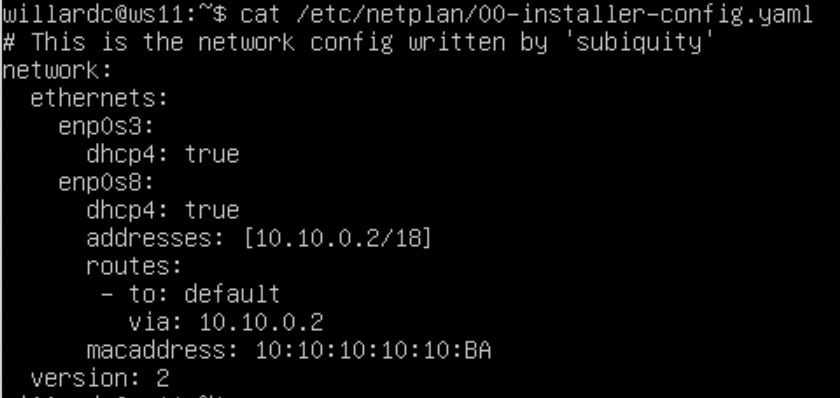 willardc@ws11:~$ cat /etc/netplan/00-installer-config.yaml
# This is the network config written by 'subiquity'
network:
  ethernets:
    enp0s3:
      dhcp4: true
    enp0s8:
      dhcp4: true
      addresses: [10.10.0.2/18]
      routes:
       - to: default
         via: 10.10.0.2
      macaddress: 10:10:10:10:10:BA
  version: 2